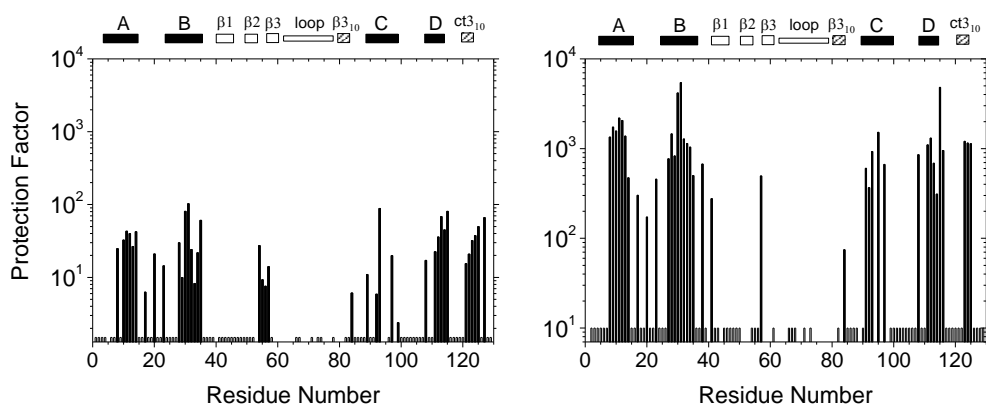 A B β1 β2 β3 loop β3₁₀ C D ct3₁₀
10⁴
10³
10²
10¹
0 20 40 60 80 100 120
Residue Number
Protection Factor
A B β1 β2 β3 loop β3₁₀ C D ct3₁₀
10⁴
10³
10²
10¹
0 20 40 60 80 100 120
Residue Number